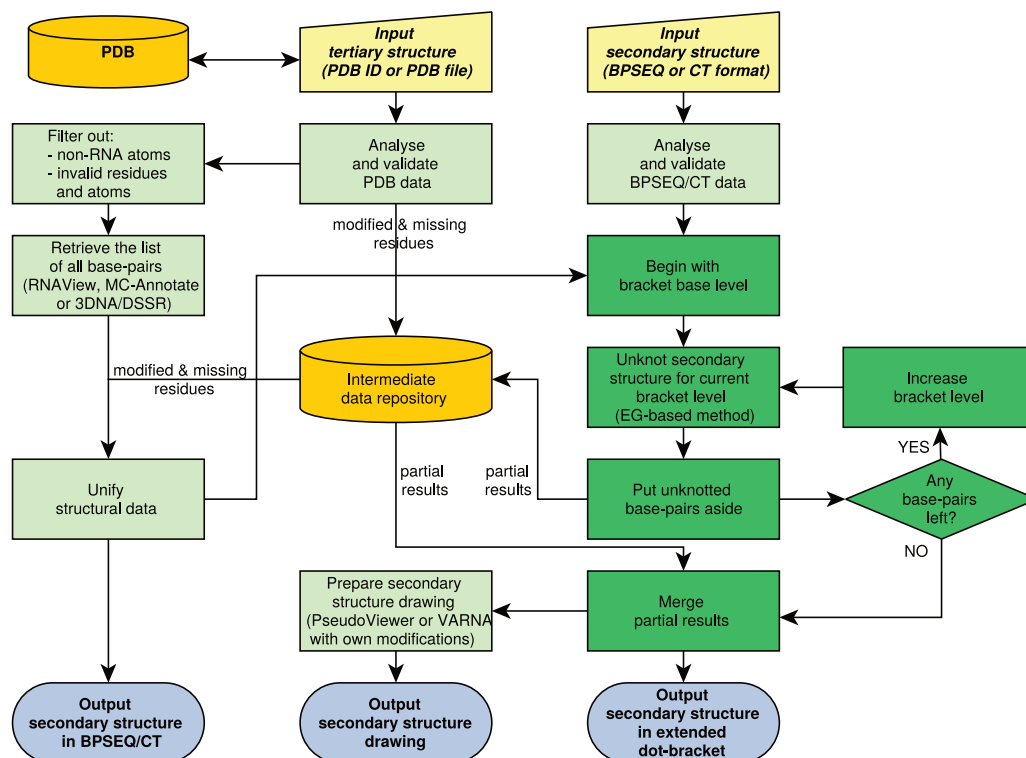 PDB
Input
tertiary structure
(PDB ID or PDB file)
Input
secondary structure
(BPSEQ or CT format)
Filter out:
- non-RNA atoms
- invalid residues
and atoms
Analyse
and validate
PDB data
Analyse
and validate
BPSEQ/CT data
modified & missing
residues
Retrieve the list
of all base-pairs
(RNAView, MC-Annotate
or 3DNA/DSSR)
Begin with
bracket base level
modified & missing
residues
Intermediate
data repository
Unknot secondary
structure for current
bracket level
(EG-based method)
Increase
bracket level
YES
partial
results
partial
results
Unify
structural data
Put unknotted
base-pairs aside
Any
base-pairs
left?
NO
Prepare secondary
structure drawing
(PseudoViewer or VARNA
with own modifications)
Merge
partial results
Output
secondary structure
in BPSEQ/CT
Output
secondary structure
drawing
Output
secondary structure
in extended
dot-bracket